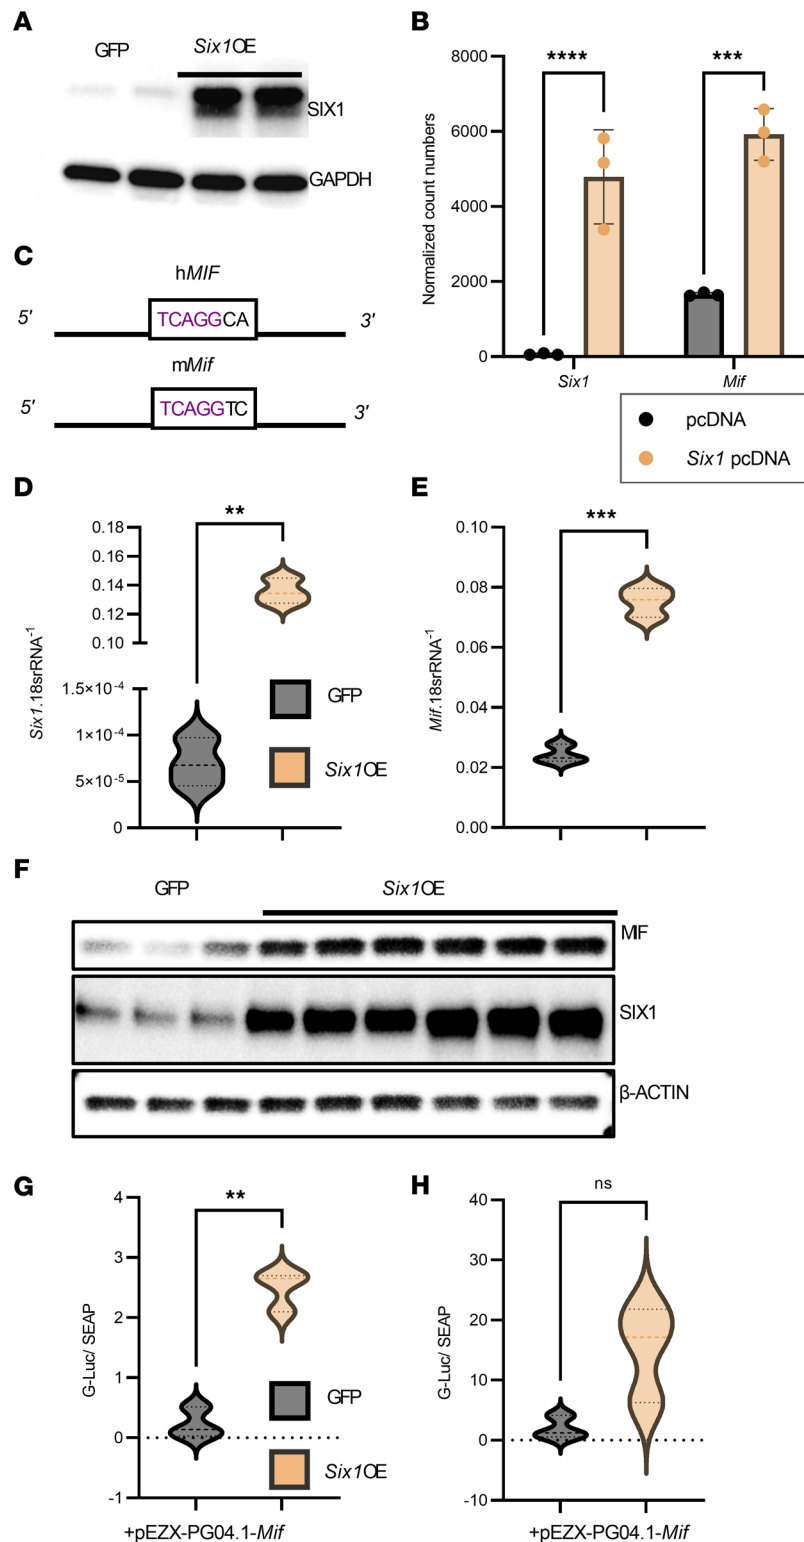 A
GFP
Six1OE
SIX1
GAPDH
B
Normalized count numbers
8000
6000
4000
2000
0
****
***
Six1
Mif
pcDNA
Six1 pcDNA
C
hMIF
5′
TCAGGCA
3′
mMif
5′
TCAGGTC
3′
D
Six1.18srRNA⁻¹
0.18
0.16
0.14
0.12
0.10
1.5×10⁻⁴
1×10⁻⁴
5×10⁻⁵
0
**
GFP
Six1OE
E
Mif.18srRNA⁻¹
0.10
0.08
0.06
0.04
0.02
0.00
***
F
GFP
Six1OE
MIF
SIX1
β-ACTIN
G
G-Luc/ SEAP
4
3
2
1
0
-1
**
GFP
Six1OE
+pEZX-PG04.1-Mif
H
G-Luc/ SEAP
40
30
20
10
0
-10
ns
+pEZX-PG04.1-Mif